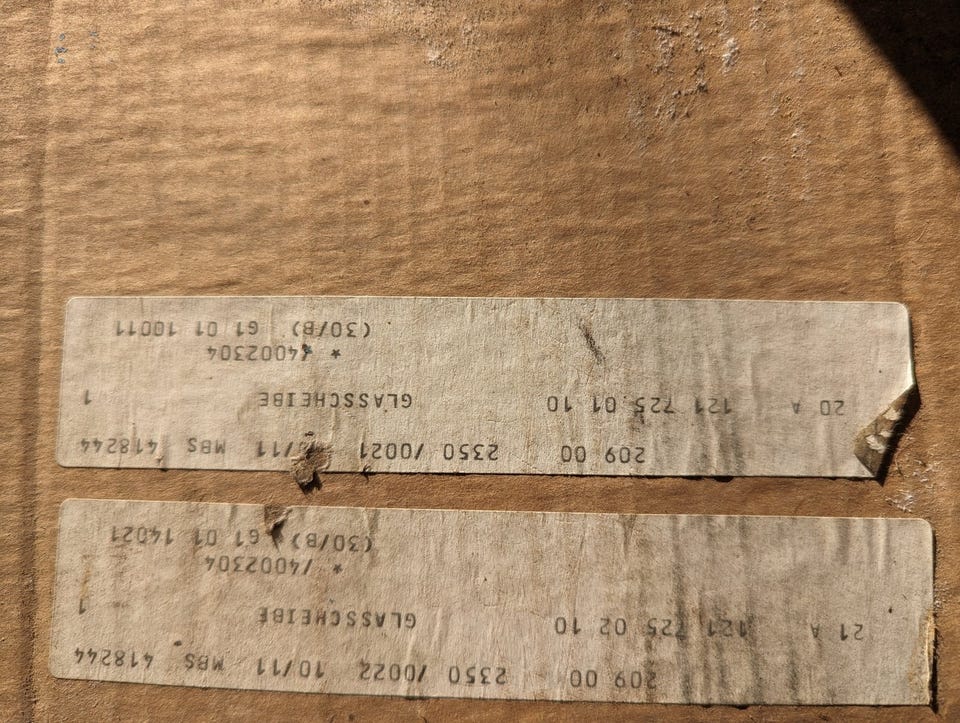 209 00 2350 /0022 10/11 MBS 418244
21 A 121 725 02 10 GLASSCHEIBE 1
* /4002304
(30/B) 61 01 14021
209 00 2350 /0021 10/11 MBS 418244
20 A 121 725 01 10 GLASSCHEIBE 1
* /4002304
(30/B) 61 01 10011